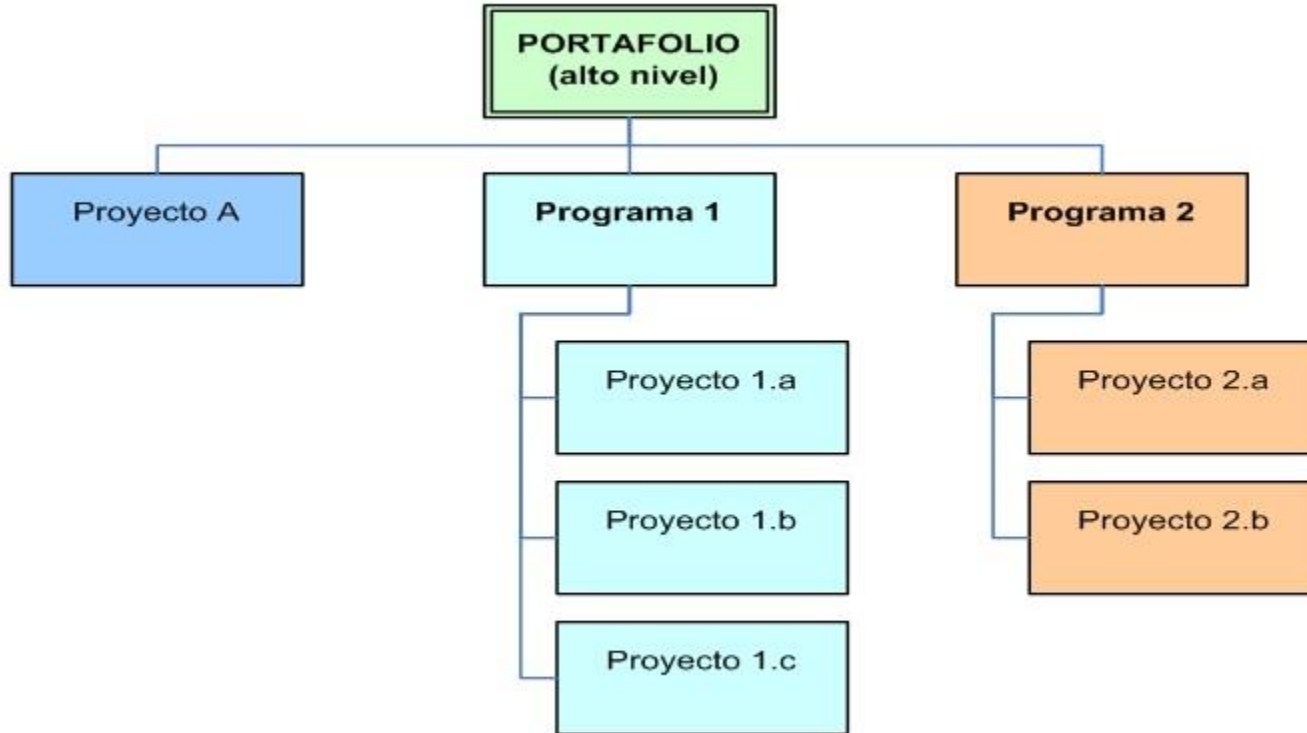 PORTAFOLIO
(alto nivel)
Proyecto A
Programa 1
Programa 2
Proyecto 1.a
Proyecto 1.b
Proyecto 1.c
Proyecto 2.a
Proyecto 2.b